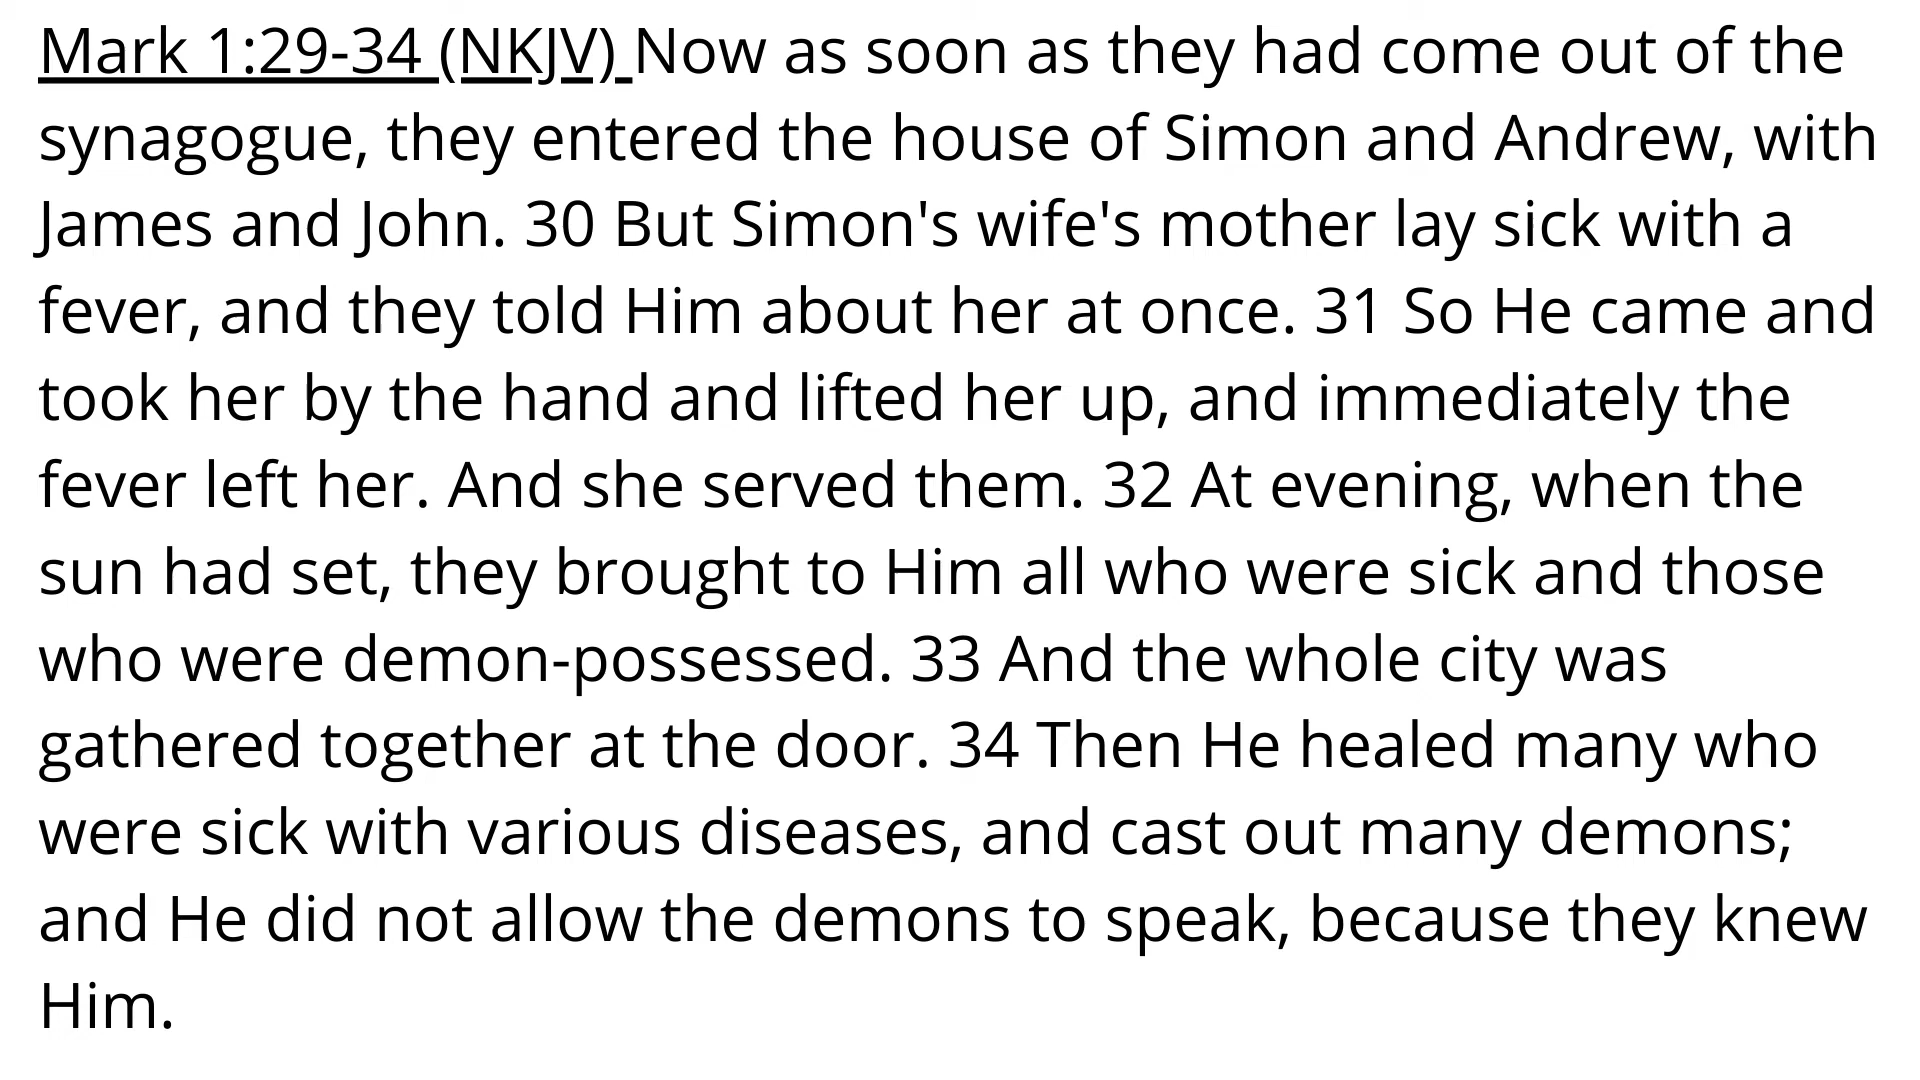 Mark 1:29-34 (NKJV) Now as soon as they had come out of the
synagogue, they entered the house of Simon and Andrew, with
James and John. 30 But Simon's wife's mother lay sick with a
fever, and they told Him about her at once. 31 So He came and
took her by the hand and lifted her up, and immediately the
fever left her. And she served them. 32 At evening, when the
sun had set, they brought to Him all who were sick and those
who were demon-possessed. 33 And the whole city was
gathered together at the door. 34 Then He healed many who
were sick with various diseases, and cast out many demons;
and He did not allow the demons to speak, because they knew
Him.